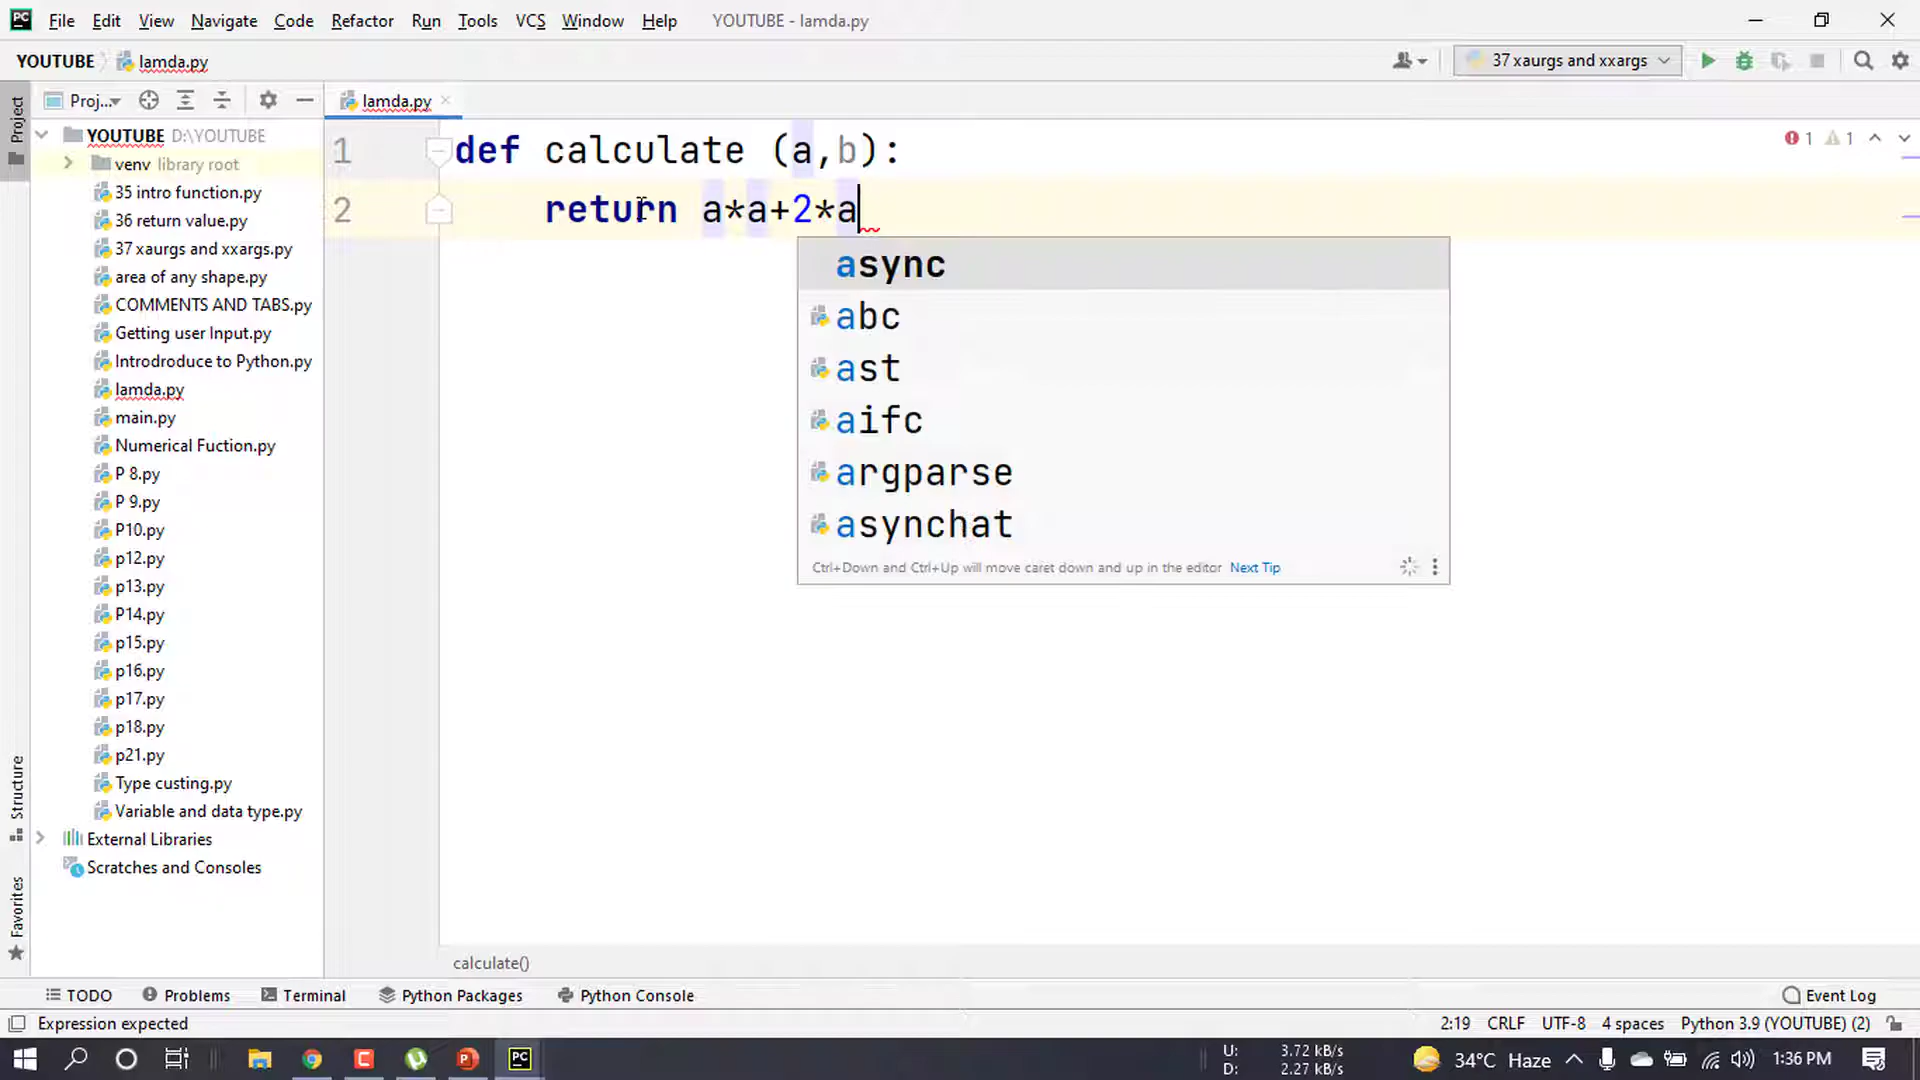 PC File Edit View Navigate Code Refactor Run Tools VCS Window Help YOUTUBE - lamda.py
YOUTUBE lamda.py 37 xaurgs and xxargs
Project
Proj... lamda.py
YOUTUBE D:\YOUTUBE
venv library root
35 intro function.py
36 return value.py
37 xaurgs and xxargs.py
area of any shape.py
COMMENTS AND TABS.py
Getting user Input.py
Introdroduce to Python.py
lamda.py
main.py
Numerical Fuction.py
P 8.py
P 9.py
P10.py
p12.py
p13.py
P14.py
p15.py
p16.py
p17.py
p18.py
p21.py
Type custing.py
Variable and data type.py
External Libraries
Scratches and Consoles
Structure
Favorites
1 def calculate (a,b):
2 return a*a+2*a
1 1
async
abc
ast
aifc
argparse
asynchat
Ctrl+Down and Ctrl+Up will move caret down and up in the editor Next Tip
calculate()
TODO Problems Terminal Python Packages Python Console Event Log
Expression expected 2:19 CRLF UTF-8 4 spaces Python 3.9 (YOUTUBE) (2)
U: 3.72 kB/s
D: 2.27 kB/s
34°C Haze 1:36 PM